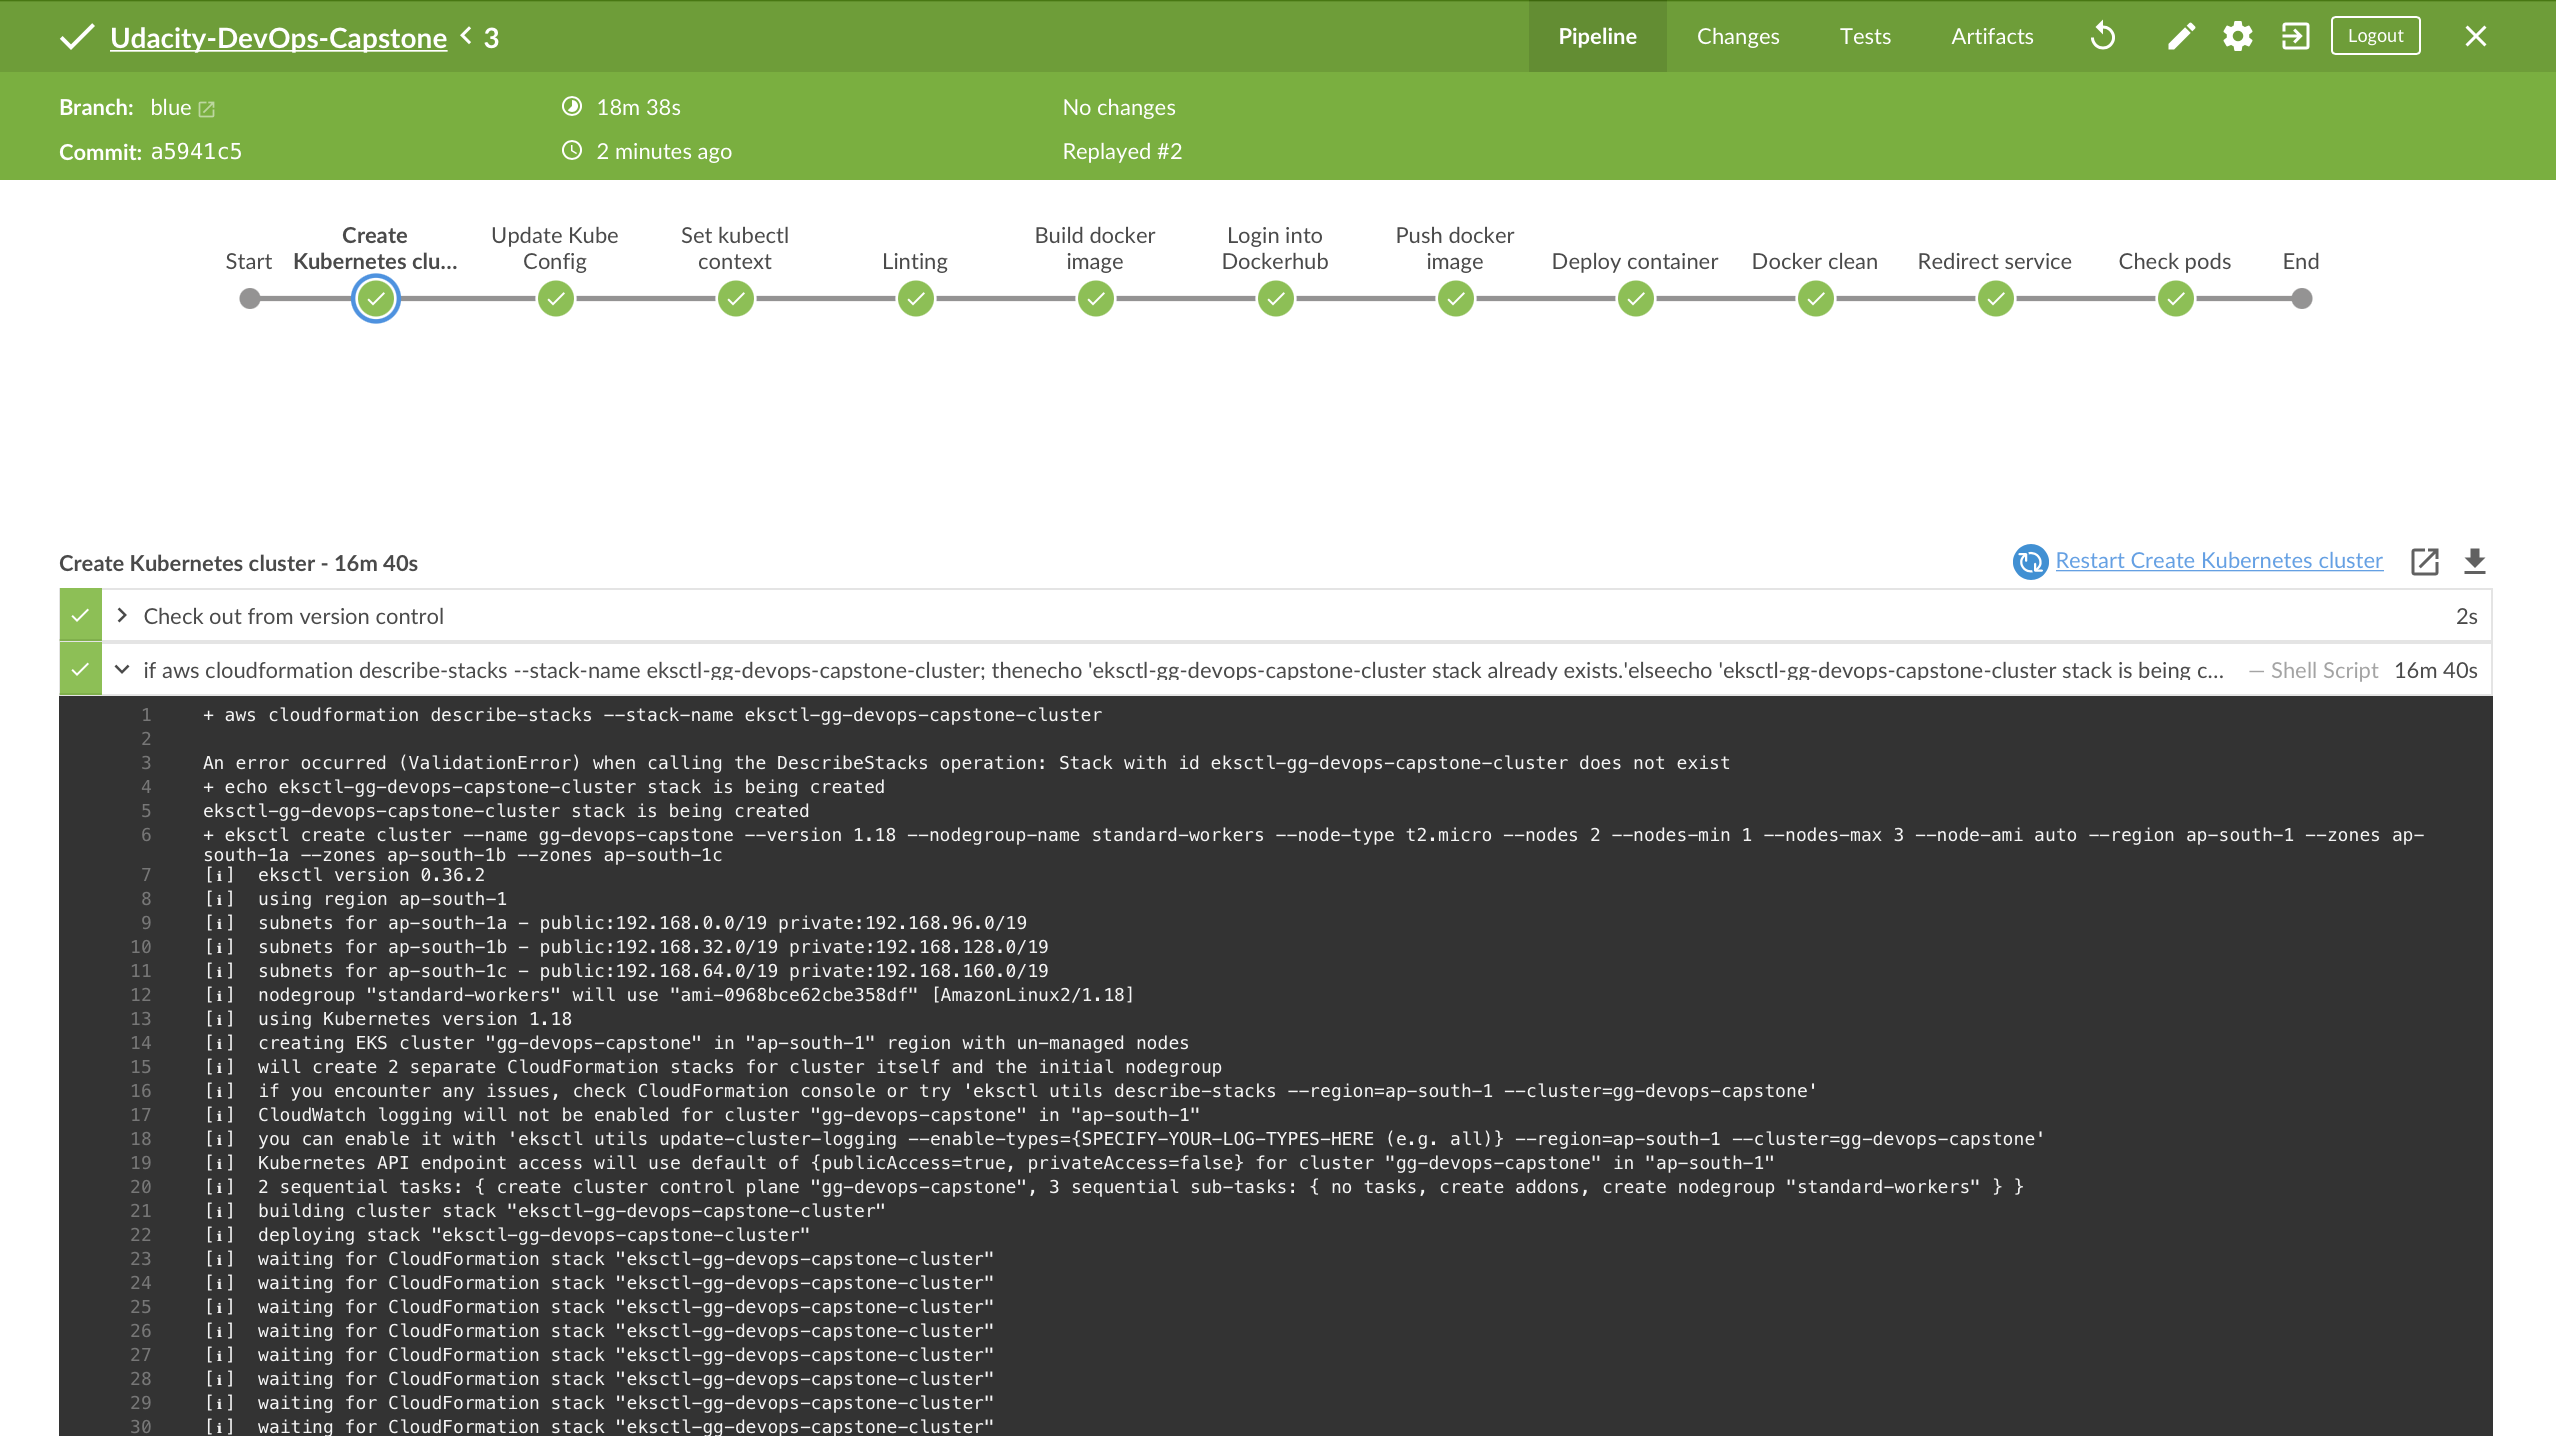 Udacity-DevOps-Capstone < 3
Pipeline Changes Tests Artifacts Logout
Branch: blue 18m 38s No changes
Commit: a5941c5 2 minutes ago Replayed #2
Start
Create
Kubernetes clu...
Update Kube
Config
Set kubectl
context
Linting
Build docker
image
Login into
Dockerhub
Push docker
image
Deploy container
Docker clean
Redirect service
Check pods
End
Create Kubernetes cluster - 16m 40s Restart Create Kubernetes cluster
Check out from version control 2s
if aws cloudformation describe-stacks --stack-name eksctl-gg-devops-capstone-cluster; thenecho 'eksctl-gg-devops-capstone-cluster stack already exists.'elseecho 'eksctl-gg-devops-capstone-cluster stack is being c... — Shell Script 16m 40s
1 + aws cloudformation describe-stacks --stack-name eksctl-gg-devops-capstone-cluster
2
3 An error occurred (ValidationError) when calling the DescribeStacks operation: Stack with id eksctl-gg-devops-capstone-cluster does not exist
4 + echo eksctl-gg-devops-capstone-cluster stack is being created
5 eksctl-gg-devops-capstone-cluster stack is being created
6 + eksctl create cluster --name gg-devops-capstone --version 1.18 --nodegroup-name standard-workers --node-type t2.micro --nodes 2 --nodes-min 1 --nodes-max 3 --node-ami auto --region ap-south-1 --zones ap-
south-1a --zones ap-south-1b --zones ap-south-1c
7 [ℹ] eksctl version 0.36.2
8 [ℹ] using region ap-south-1
9 [ℹ] subnets for ap-south-1a - public:192.168.0.0/19 private:192.168.96.0/19
10 [ℹ] subnets for ap-south-1b - public:192.168.32.0/19 private:192.168.128.0/19
11 [ℹ] subnets for ap-south-1c - public:192.168.64.0/19 private:192.168.160.0/19
12 [ℹ] nodegroup "standard-workers" will use "ami-0968bce62cbe358df" [AmazonLinux2/1.18]
13 [ℹ] using Kubernetes version 1.18
14 [ℹ] creating EKS cluster "gg-devops-capstone" in "ap-south-1" region with un-managed nodes
15 [ℹ] will create 2 separate CloudFormation stacks for cluster itself and the initial nodegroup
16 [ℹ] if you encounter any issues, check CloudFormation console or try 'eksctl utils describe-stacks --region=ap-south-1 --cluster=gg-devops-capstone'
17 [ℹ] CloudWatch logging will not be enabled for cluster "gg-devops-capstone" in "ap-south-1"
18 [ℹ] you can enable it with 'eksctl utils update-cluster-logging --enable-types={SPECIFY-YOUR-LOG-TYPES-HERE (e.g. all)} --region=ap-south-1 --cluster=gg-devops-capstone'
19 [ℹ] Kubernetes API endpoint access will use default of {publicAccess=true, privateAccess=false} for cluster "gg-devops-capstone" in "ap-south-1"
20 [ℹ] 2 sequential tasks: { create cluster control plane "gg-devops-capstone", 3 sequential sub-tasks: { no tasks, create addons, create nodegroup "standard-workers" } }
21 [ℹ] building cluster stack "eksctl-gg-devops-capstone-cluster"
22 [ℹ] deploying stack "eksctl-gg-devops-capstone-cluster"
23 [ℹ] waiting for CloudFormation stack "eksctl-gg-devops-capstone-cluster"
24 [ℹ] waiting for CloudFormation stack "eksctl-gg-devops-capstone-cluster"
25 [ℹ] waiting for CloudFormation stack "eksctl-gg-devops-capstone-cluster"
26 [ℹ] waiting for CloudFormation stack "eksctl-gg-devops-capstone-cluster"
27 [ℹ] waiting for CloudFormation stack "eksctl-gg-devops-capstone-cluster"
28 [ℹ] waiting for CloudFormation stack "eksctl-gg-devops-capstone-cluster"
29 [ℹ] waiting for CloudFormation stack "eksctl-gg-devops-capstone-cluster"
30 [ℹ] waiting for CloudFormation stack "eksctl-gg-devops-capstone-cluster"